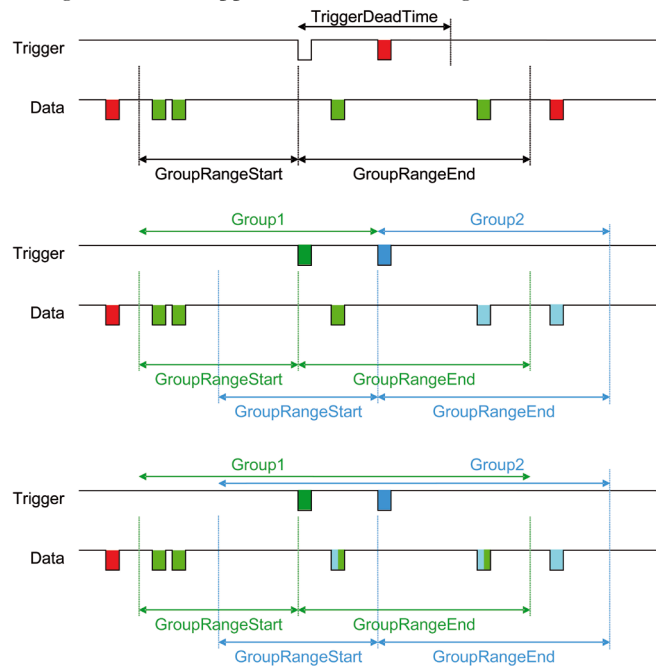 TriggerDeadTime
Trigger
Data
GroupRangeStart GroupRangeEnd
Group1 Group2
Trigger
Data
GroupRangeStart GroupRangeEnd
GroupRangeStart GroupRangeEnd
Group1
Group2
Trigger
Data
GroupRangeStart GroupRangeEnd
GroupRangeStart GroupRangeEnd